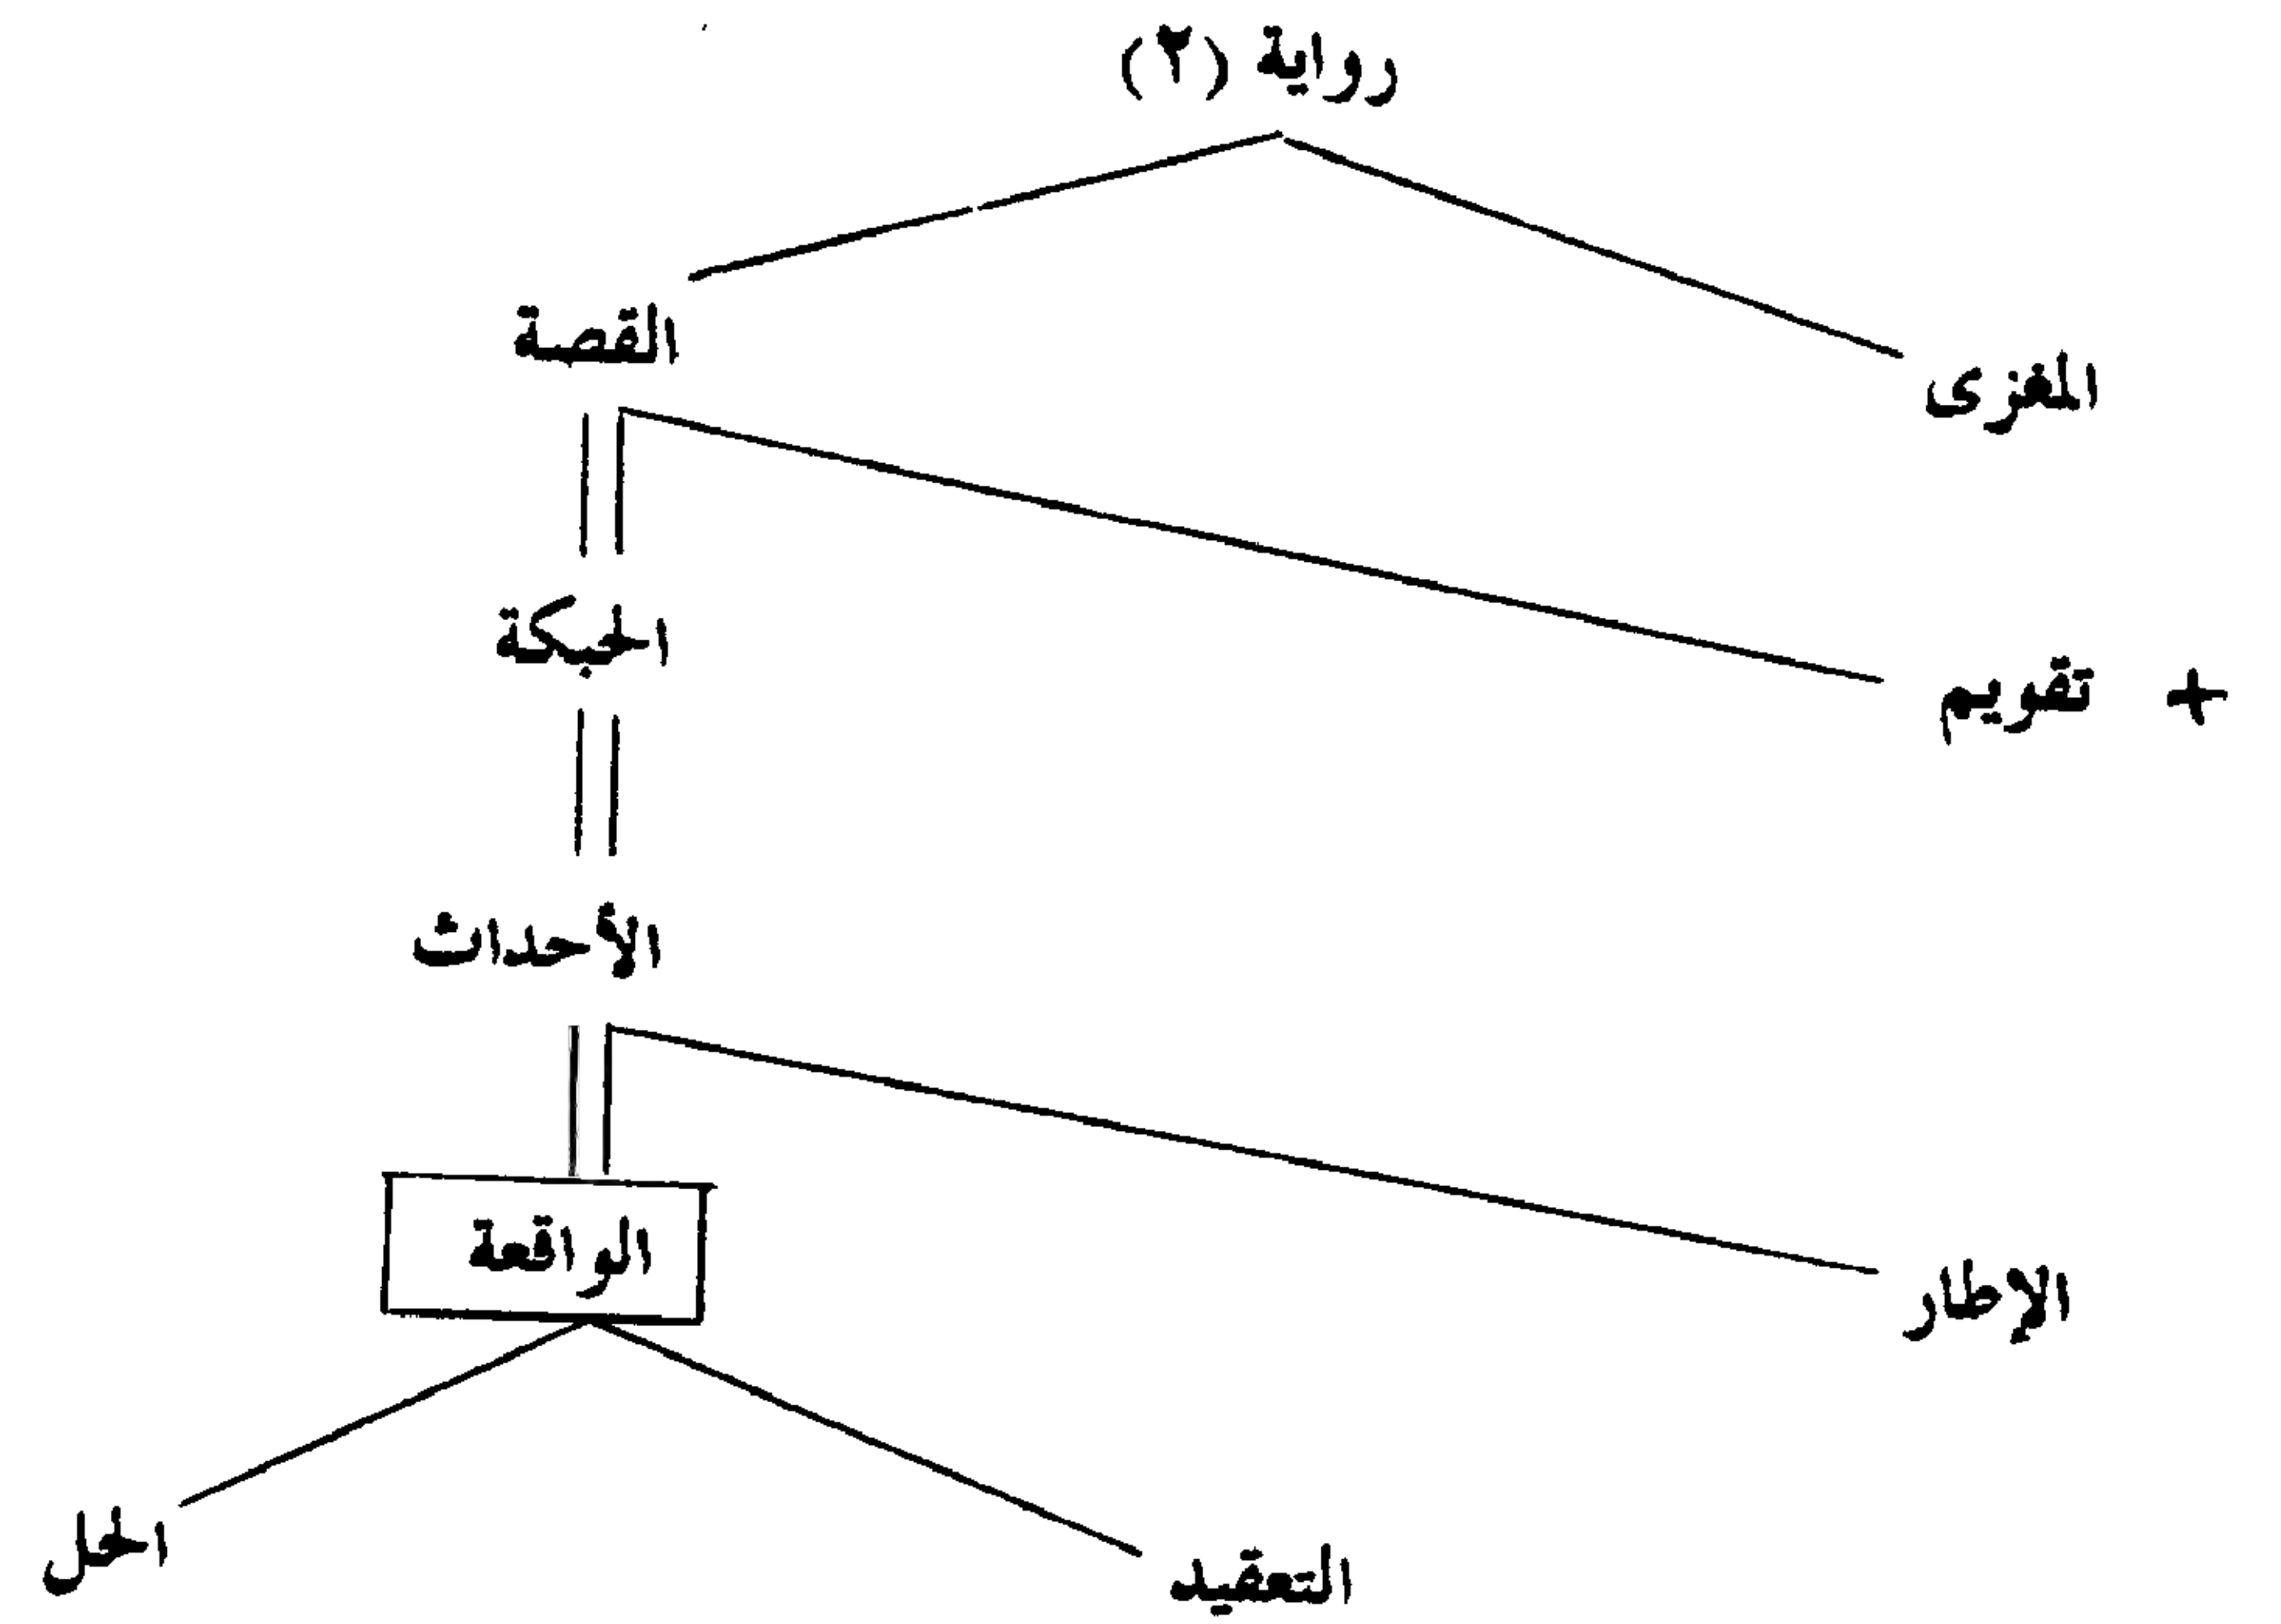 رواية (٢)
القصة
المغزى
الحبكة
+ تقويم
الأحداث
الواقعة
الإطار
الحل
التعقيد